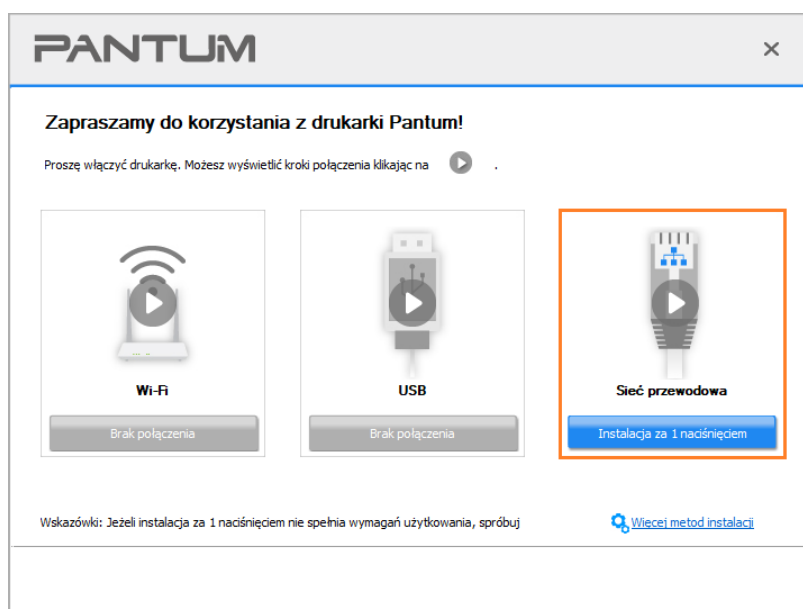 PANTUM
Zapraszamy do korzystania z drukarki Pantum!
Proszę włączyć drukarkę. Możesz wyświetlić kroki połączenia klikając na .
Wi-Fi
Brak połączenia
USB
Brak połączenia
Sieć przewodowa
Instalacja za 1 naciśnięciem
Wskazówki: Jeżeli instalacja za 1 naciśnięciem nie spełnia wymagań użytkowania, spróbuj Więcej metod instalacji